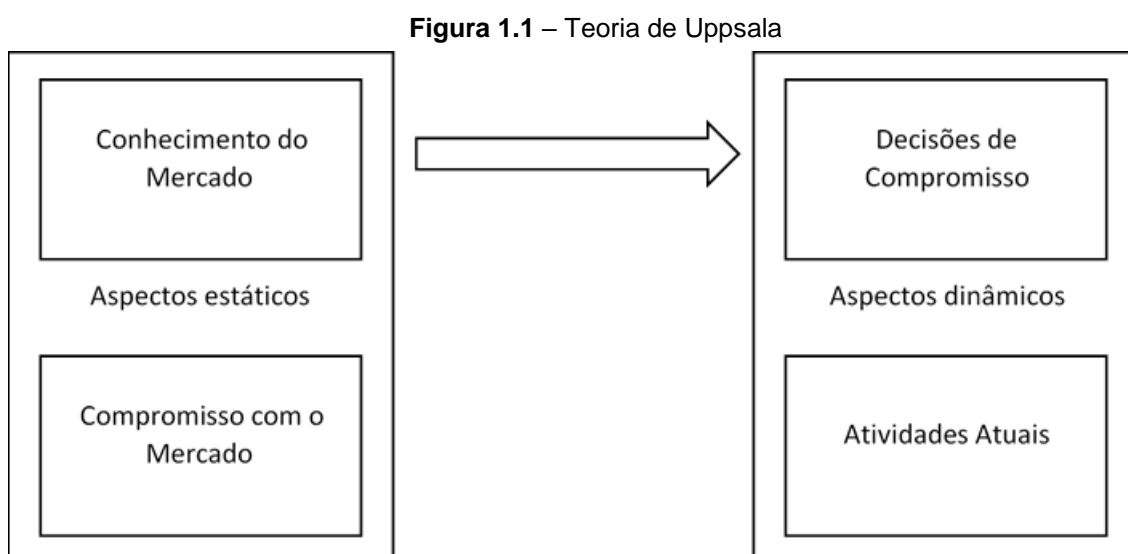 Figura 1.1 – Teoria de Uppsala
Conhecimento do
Mercado
Aspectos estáticos
Compromisso com o
Mercado
Decisões de
Compromisso
Aspectos dinâmicos
Atividades Atuais